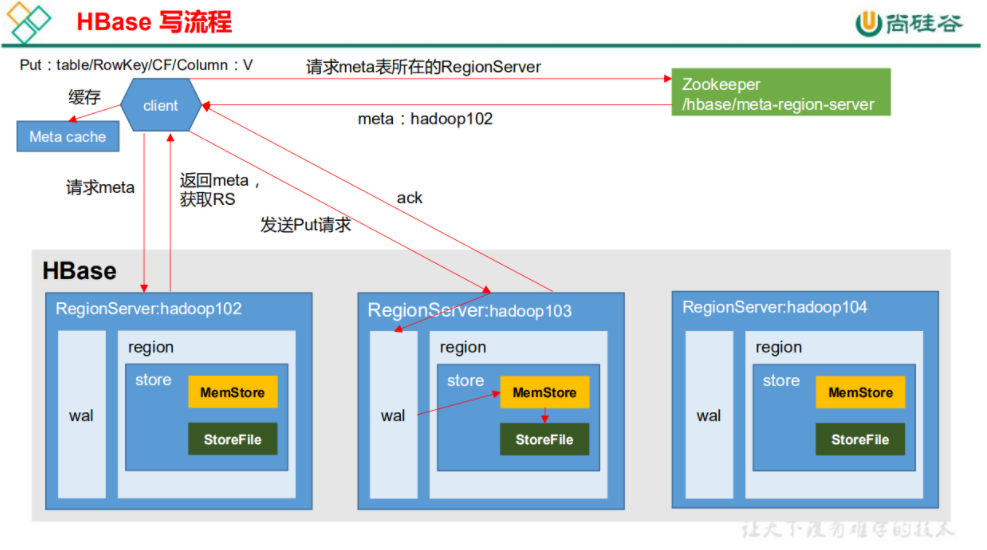 HBase 写流程
尚硅谷
Put：table/RowKey/CF/Column：V
请求meta表所在的RegionServer
Zookeeper
/hbase/meta-region-server
缓存
client
meta：hadoop102
Meta cache
请求meta
返回meta，
获取RS
ack
发送Put请求
HBase
RegionServer:hadoop102
wal
region
store
MemStore
StoreFile
RegionServer:hadoop103
wal
region
store
MemStore
StoreFile
RegionServer:hadoop104
wal
region
store
MemStore
StoreFile
让天下没有难学的技术